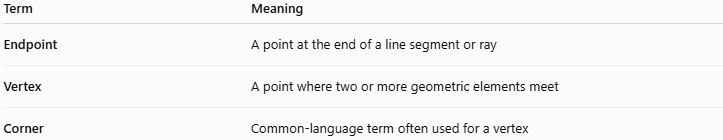 Term Meaning
Endpoint A point at the end of a line segment or ray
Vertex A point where two or more geometric elements meet
Corner Common-language term often used for a vertex